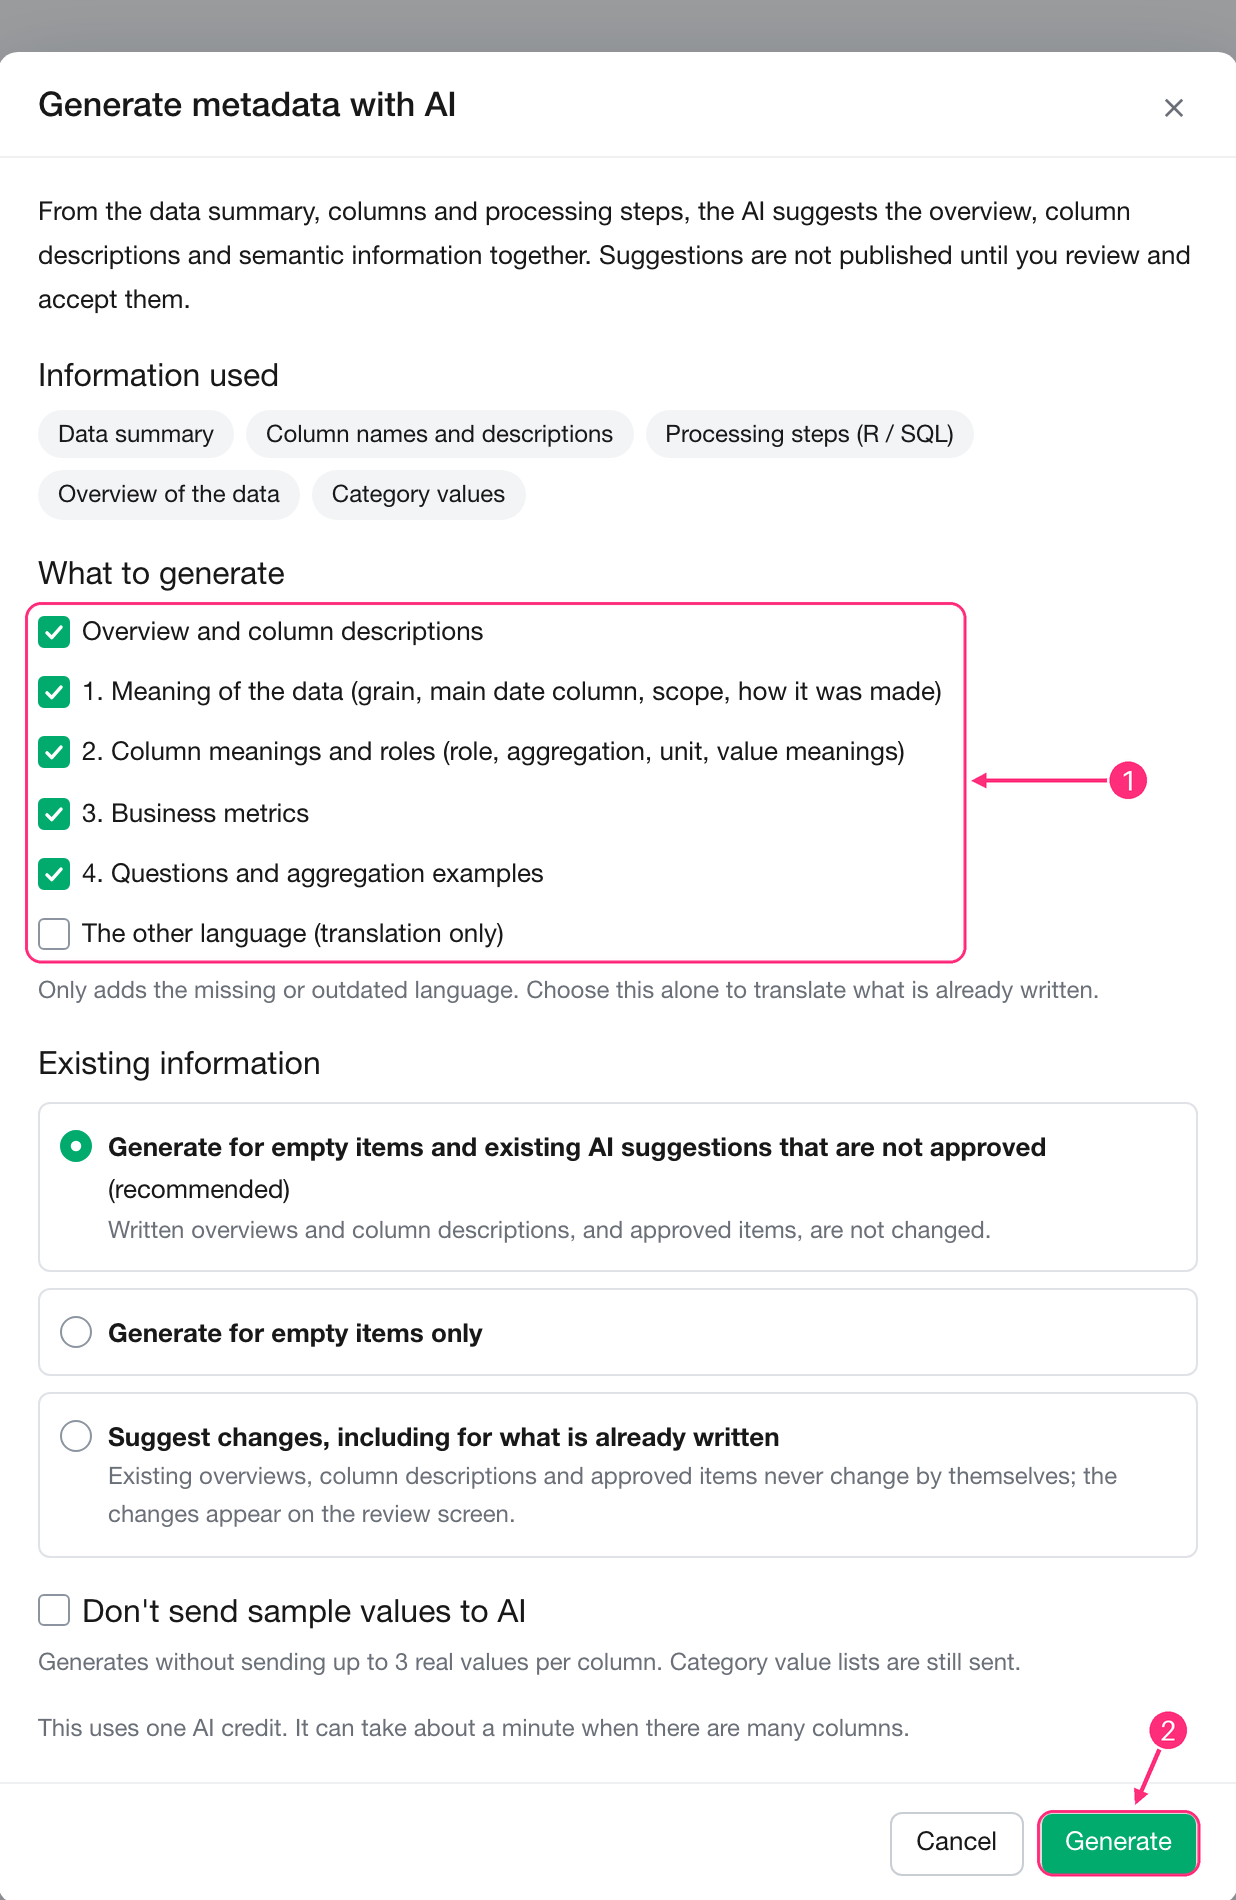 Generate metadata with AI
From the data summary, columns and processing steps, the AI suggests the overview, column
descriptions and semantic information together. Suggestions are not published until you review and
accept them.
Information used
Data summary
Column names and descriptions
Processing steps (R / SQL)
Overview of the data
Category values
What to generate
Overview and column descriptions
1. Meaning of the data (grain, main date column, scope, how it was made)
2. Column meanings and roles (role, aggregation, unit, value meanings)
1
3. Business metrics
4. Questions and aggregation examples
The other language (translation only)
Only adds the missing or outdated language. Choose this alone to translate what is already written.
Existing information
Generate for empty items and existing AI suggestions that are not approved
(recommended)
Written overviews and column descriptions, and approved items, are not changed.
Generate for empty items only
Suggest changes, including for what is already written
Existing overviews, column descriptions and approved items never change by themselves; the
changes appear on the review screen.
Don't send sample values to AI
Generates without sending up to 3 real values per column. Category value lists are still sent.
This uses one AI credit. It can take about a minute when there are many columns.
2
Cancel
Generate